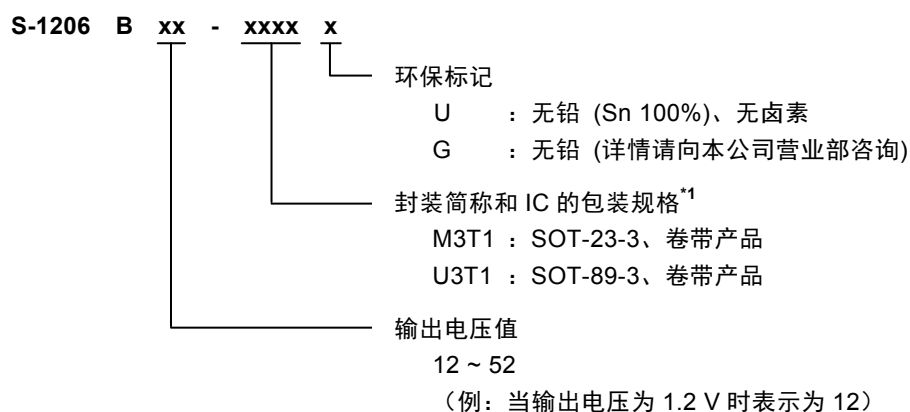 S-1206 B xx - xxxx x
环保标记
U : 无铅 (Sn 100%)、无卤素
G : 无铅 (详情请向本公司营业部咨询)
封装简称和 IC 的包装规格*1
M3T1 : SOT-23-3、卷带产品
U3T1 : SOT-89-3、卷带产品
输出电压值
12 ~ 52
（例：当输出电压为 1.2 V 时表示为 12）